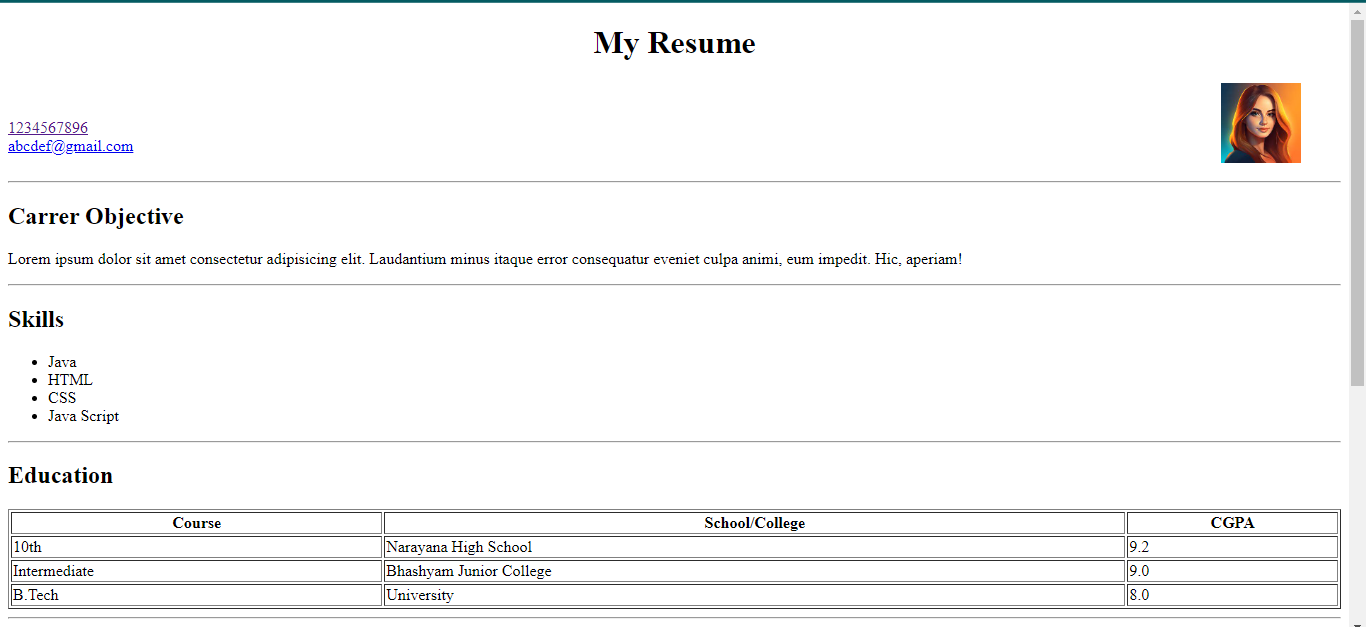 My Resume
1234567896
abcdef@gmail.com
Carrer Objective
Lorem ipsum dolor sit amet consectetur adipisicing elit. Laudantium minus itaque error consequatur eveniet culpa animi, eum impedit. Hic, aperiam!
Skills
Java
HTML
CSS
Java Script
Education
Course School/College CGPA
10th Narayana High School 9.2
Intermediate Bhashyam Junior College 9.0
B.Tech University 8.0